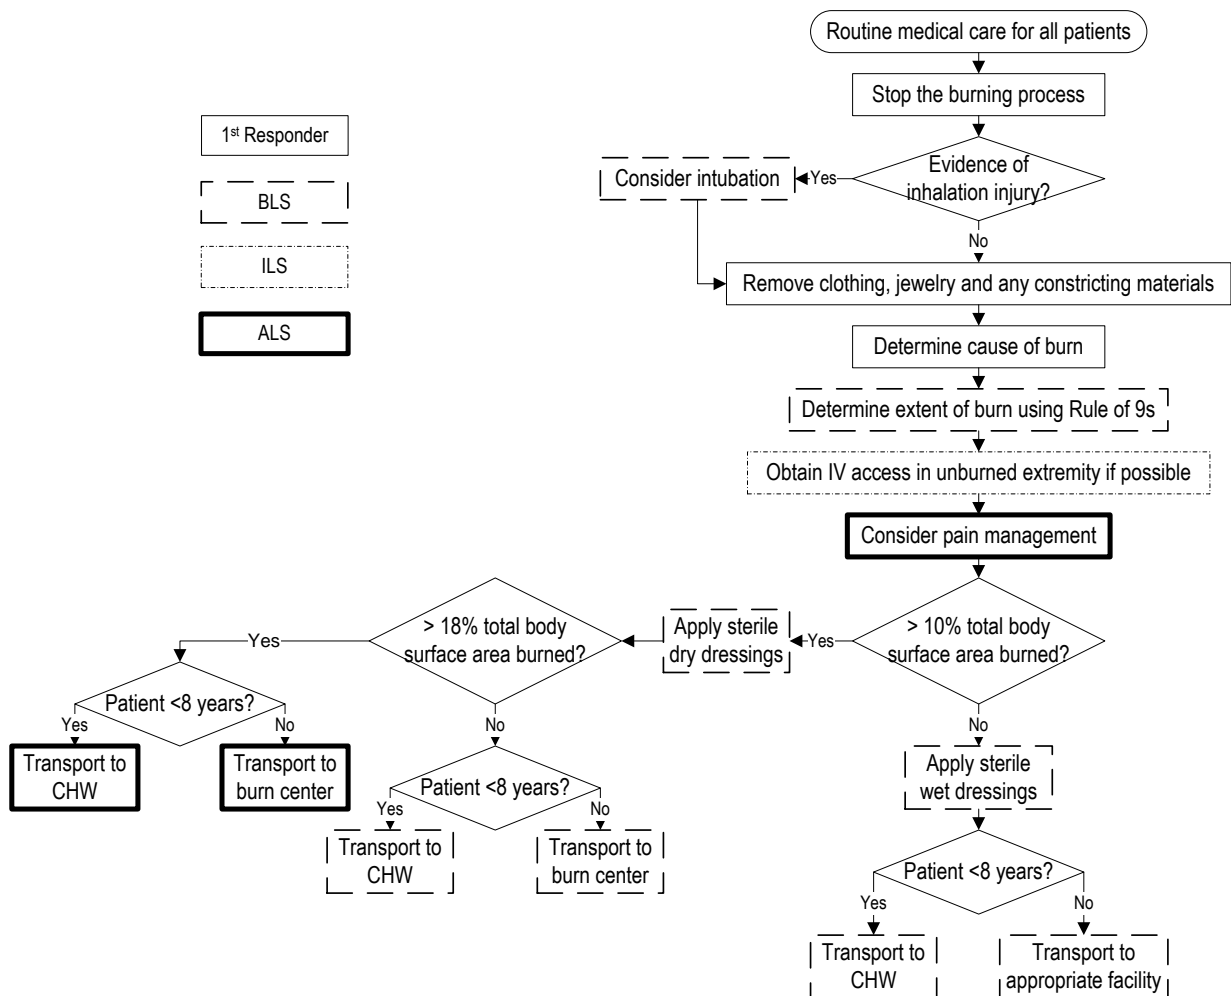 Routine medical care for all patients
Stop the burning process
1st Responder
Evidence of
inhalation injury?
Yes
Consider intubation
BLS
No
ILS
Remove clothing, jewelry and any constricting materials
ALS
Determine cause of burn
Determine extent of burn using Rule of 9s
Obtain IV access in unburned extremity if possible
Consider pain management
> 10% total body
surface area burned?
Yes
Apply sterile
dry dressings
> 18% total body
surface area burned?
Yes
Patient <8 years?
Yes
No
Transport to
CHW
Transport to
burn center
No
Patient <8 years?
Yes
No
Transport to
CHW
Transport to
burn center
No
Apply sterile
wet dressings
Patient <8 years?
Yes
No
Transport to
CHW
Transport to
appropriate facility